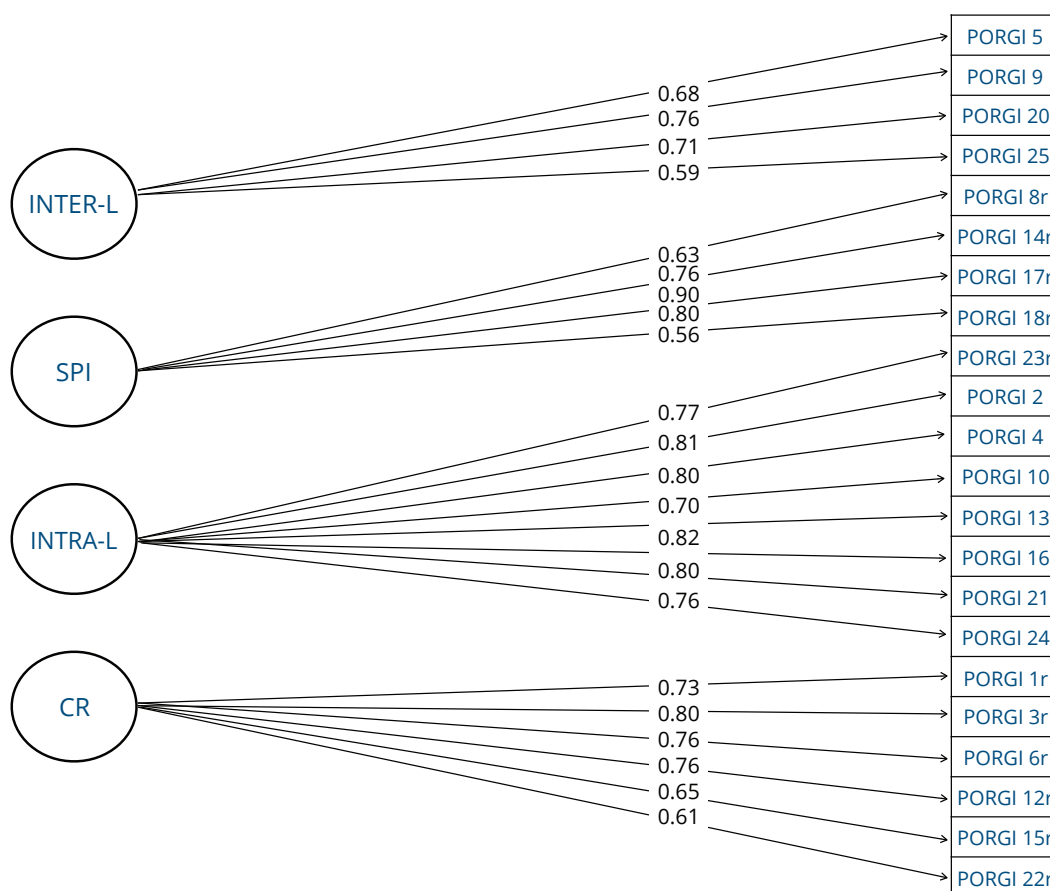 INTER-L
SPI
INTRA-L
CR
0.68
0.76
0.71
0.59
0.63
0.76
0.90
0.80
0.56
0.77
0.81
0.80
0.70
0.82
0.80
0.76
0.73
0.80
0.76
0.76
0.65
0.61
PORGI 5
PORGI 9
PORGI 20
PORGI 25
PORGI 8r
PORGI 14r
PORGI 17r
PORGI 18r
PORGI 23r
PORGI 2
PORGI 4
PORGI 10
PORGI 13
PORGI 16
PORGI 21
PORGI 24
PORGI 1r
PORGI 3r
PORGI 6r
PORGI 12r
PORGI 15r
PORGI 22r